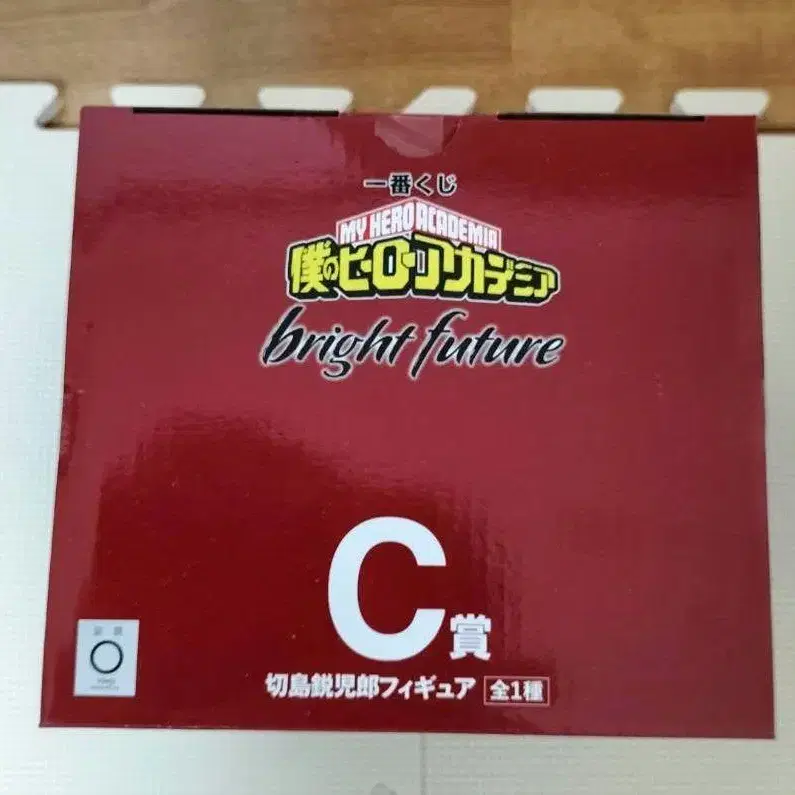 一番くじ
MY HERO ACADEMIA
僕のヒーローアカデミア
bright future
C賞
切島鋭児郎フィギュア 全1種